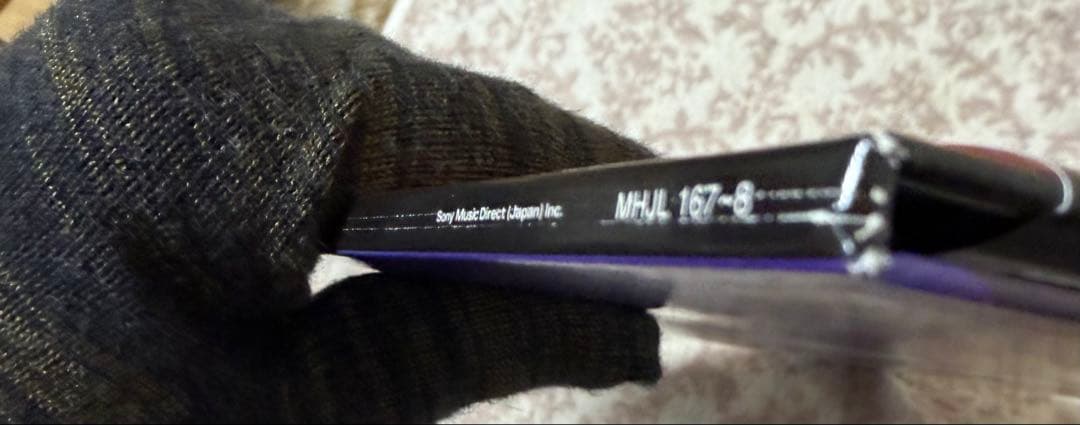 Sony Music Direct (Japan) Inc.
MHJL 167~8